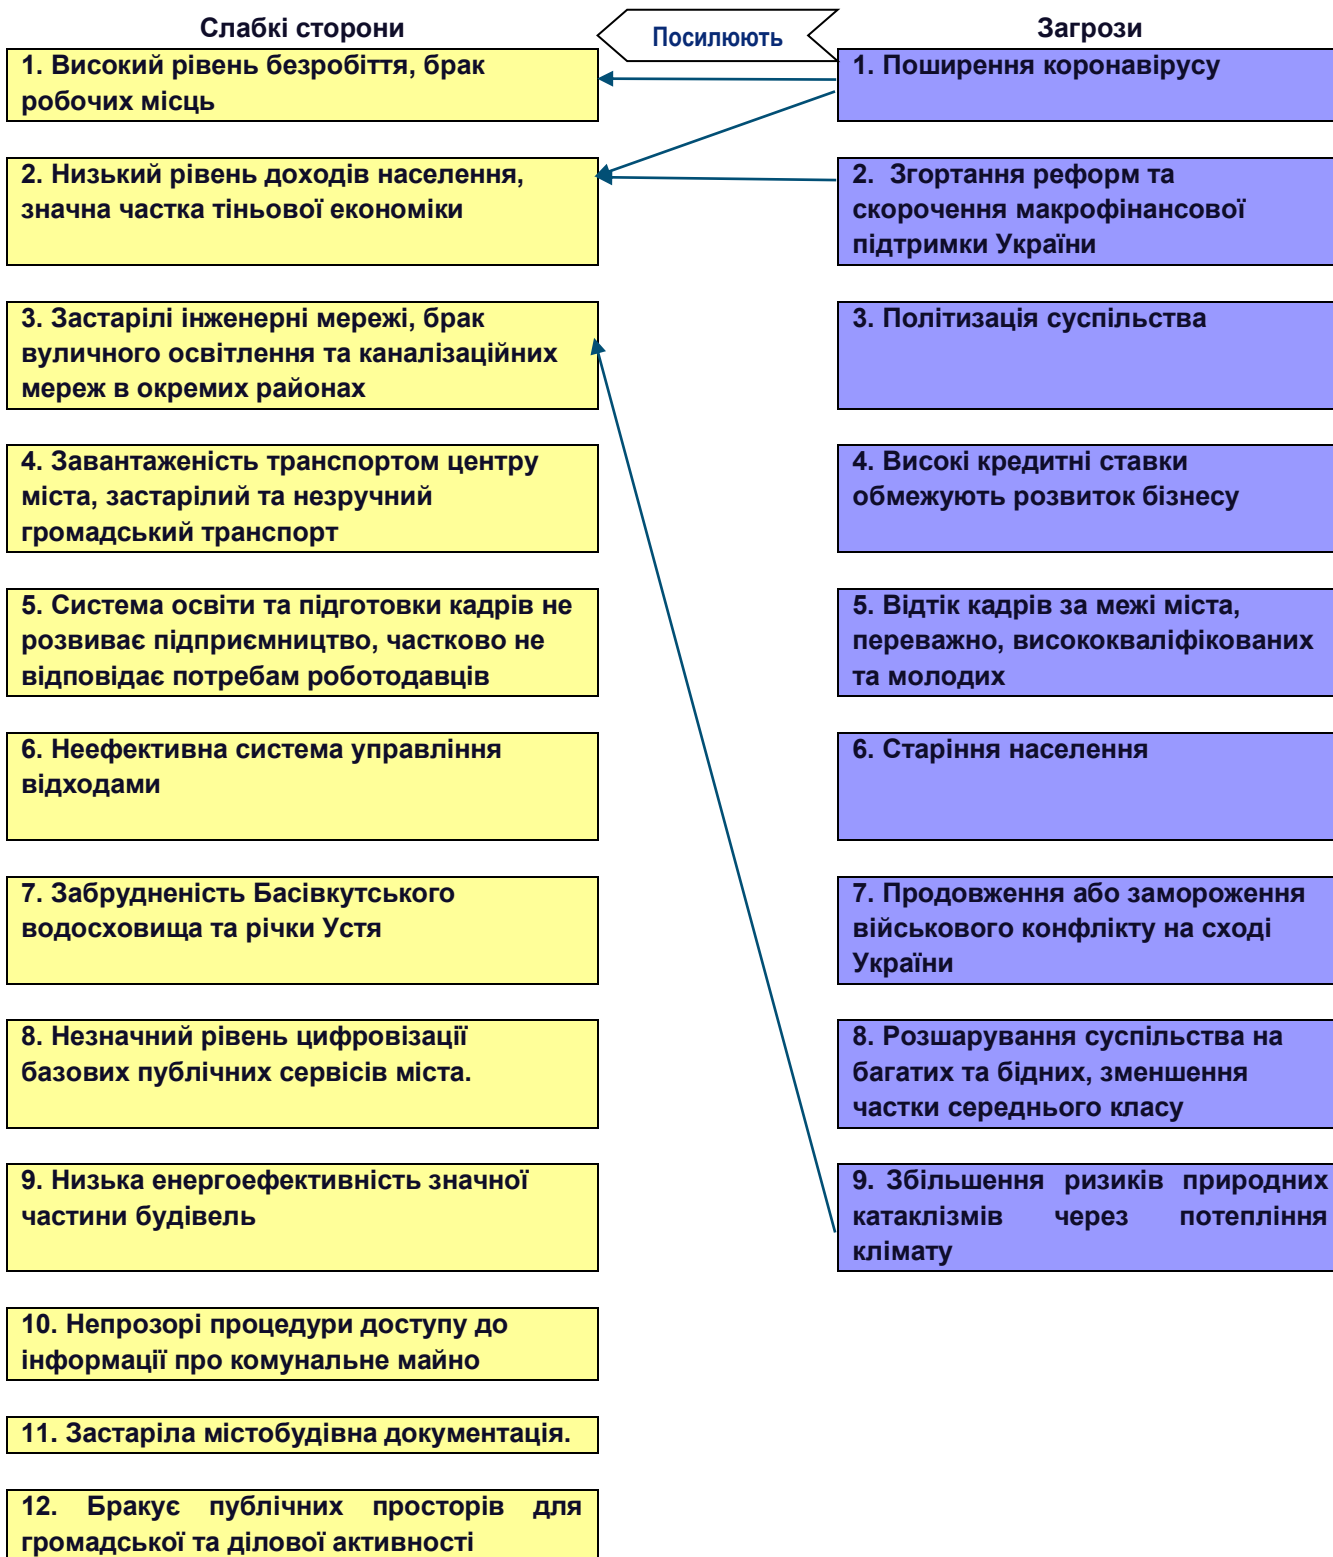 Слабкі сторони
Посилюють
Загрози
1. Високий рівень безробіття, брак
робочих місць
1. Поширення коронавірусу
2. Низький рівень доходів населення,
значна частка тіньової економіки
2. Згортання реформ та
скорочення макрофінансової
підтримки України
3. Застарілі інженерні мережі, брак
вуличного освітлення та каналізаційних
мереж в окремих районах
3. Політизація суспільства
4. Завантаженість транспортом центру
міста, застарілий та незручний
громадський транспорт
4. Високі кредитні ставки
обмежують розвиток бізнесу
5. Система освіти та підготовки кадрів не
розвиває підприємництво, частково не
відповідає потребам роботодавців
5. Відтік кадрів за межі міста,
переважно, висококваліфікованих
та молодих
6. Неефективна система управління
відходами
6. Старіння населення
7. Забрудненість Басівкутського
водосховища та річки Устя
7. Продовження або замороження
військового конфлікту на сході
України
8. Незначний рівень цифровізації
базових публічних сервісів міста.
8. Розшарування суспільства на
багатих та бідних, зменшення
частки середнього класу
9. Низька енергоефективність значної
частини будівель
9. Збільшення ризиків природних
катаклізмів через потепління
клімату
10. Непрозорі процедури доступу до
інформації про комунальне майно
11. Застаріла містобудівна документація.
12. Бракує публічних просторів для
громадської та ділової активності